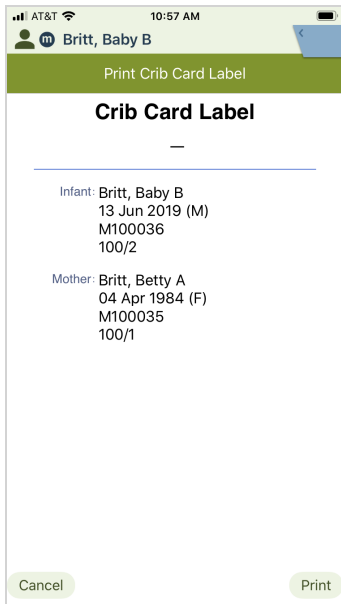 AT&T 10:57 AM
m Britt, Baby B
Print Crib Card Label
Crib Card Label
—
Infant: Britt, Baby B
13 Jun 2019 (M)
M100036
100/2
Mother: Britt, Betty A
04 Apr 1984 (F)
M100035
100/1
Cancel Print